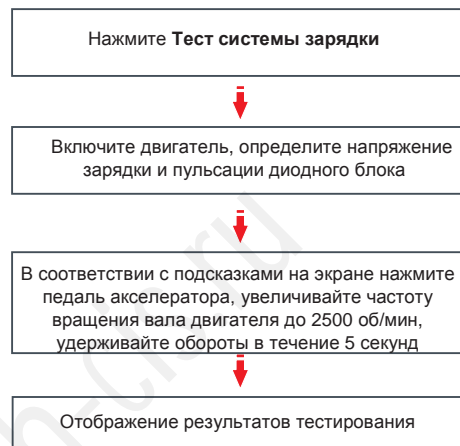 Нажмите Тест системы зарядки
Включите двигатель, определите напряжение
зарядки и пульсации диодного блока
В соответствии с подсказками на экране нажмите
педаль акселератора, увеличивайте частоту
вращения вала двигателя до 2500 об/мин,
удерживайте обороты в течение 5 секунд
Отображение результатов тестирования